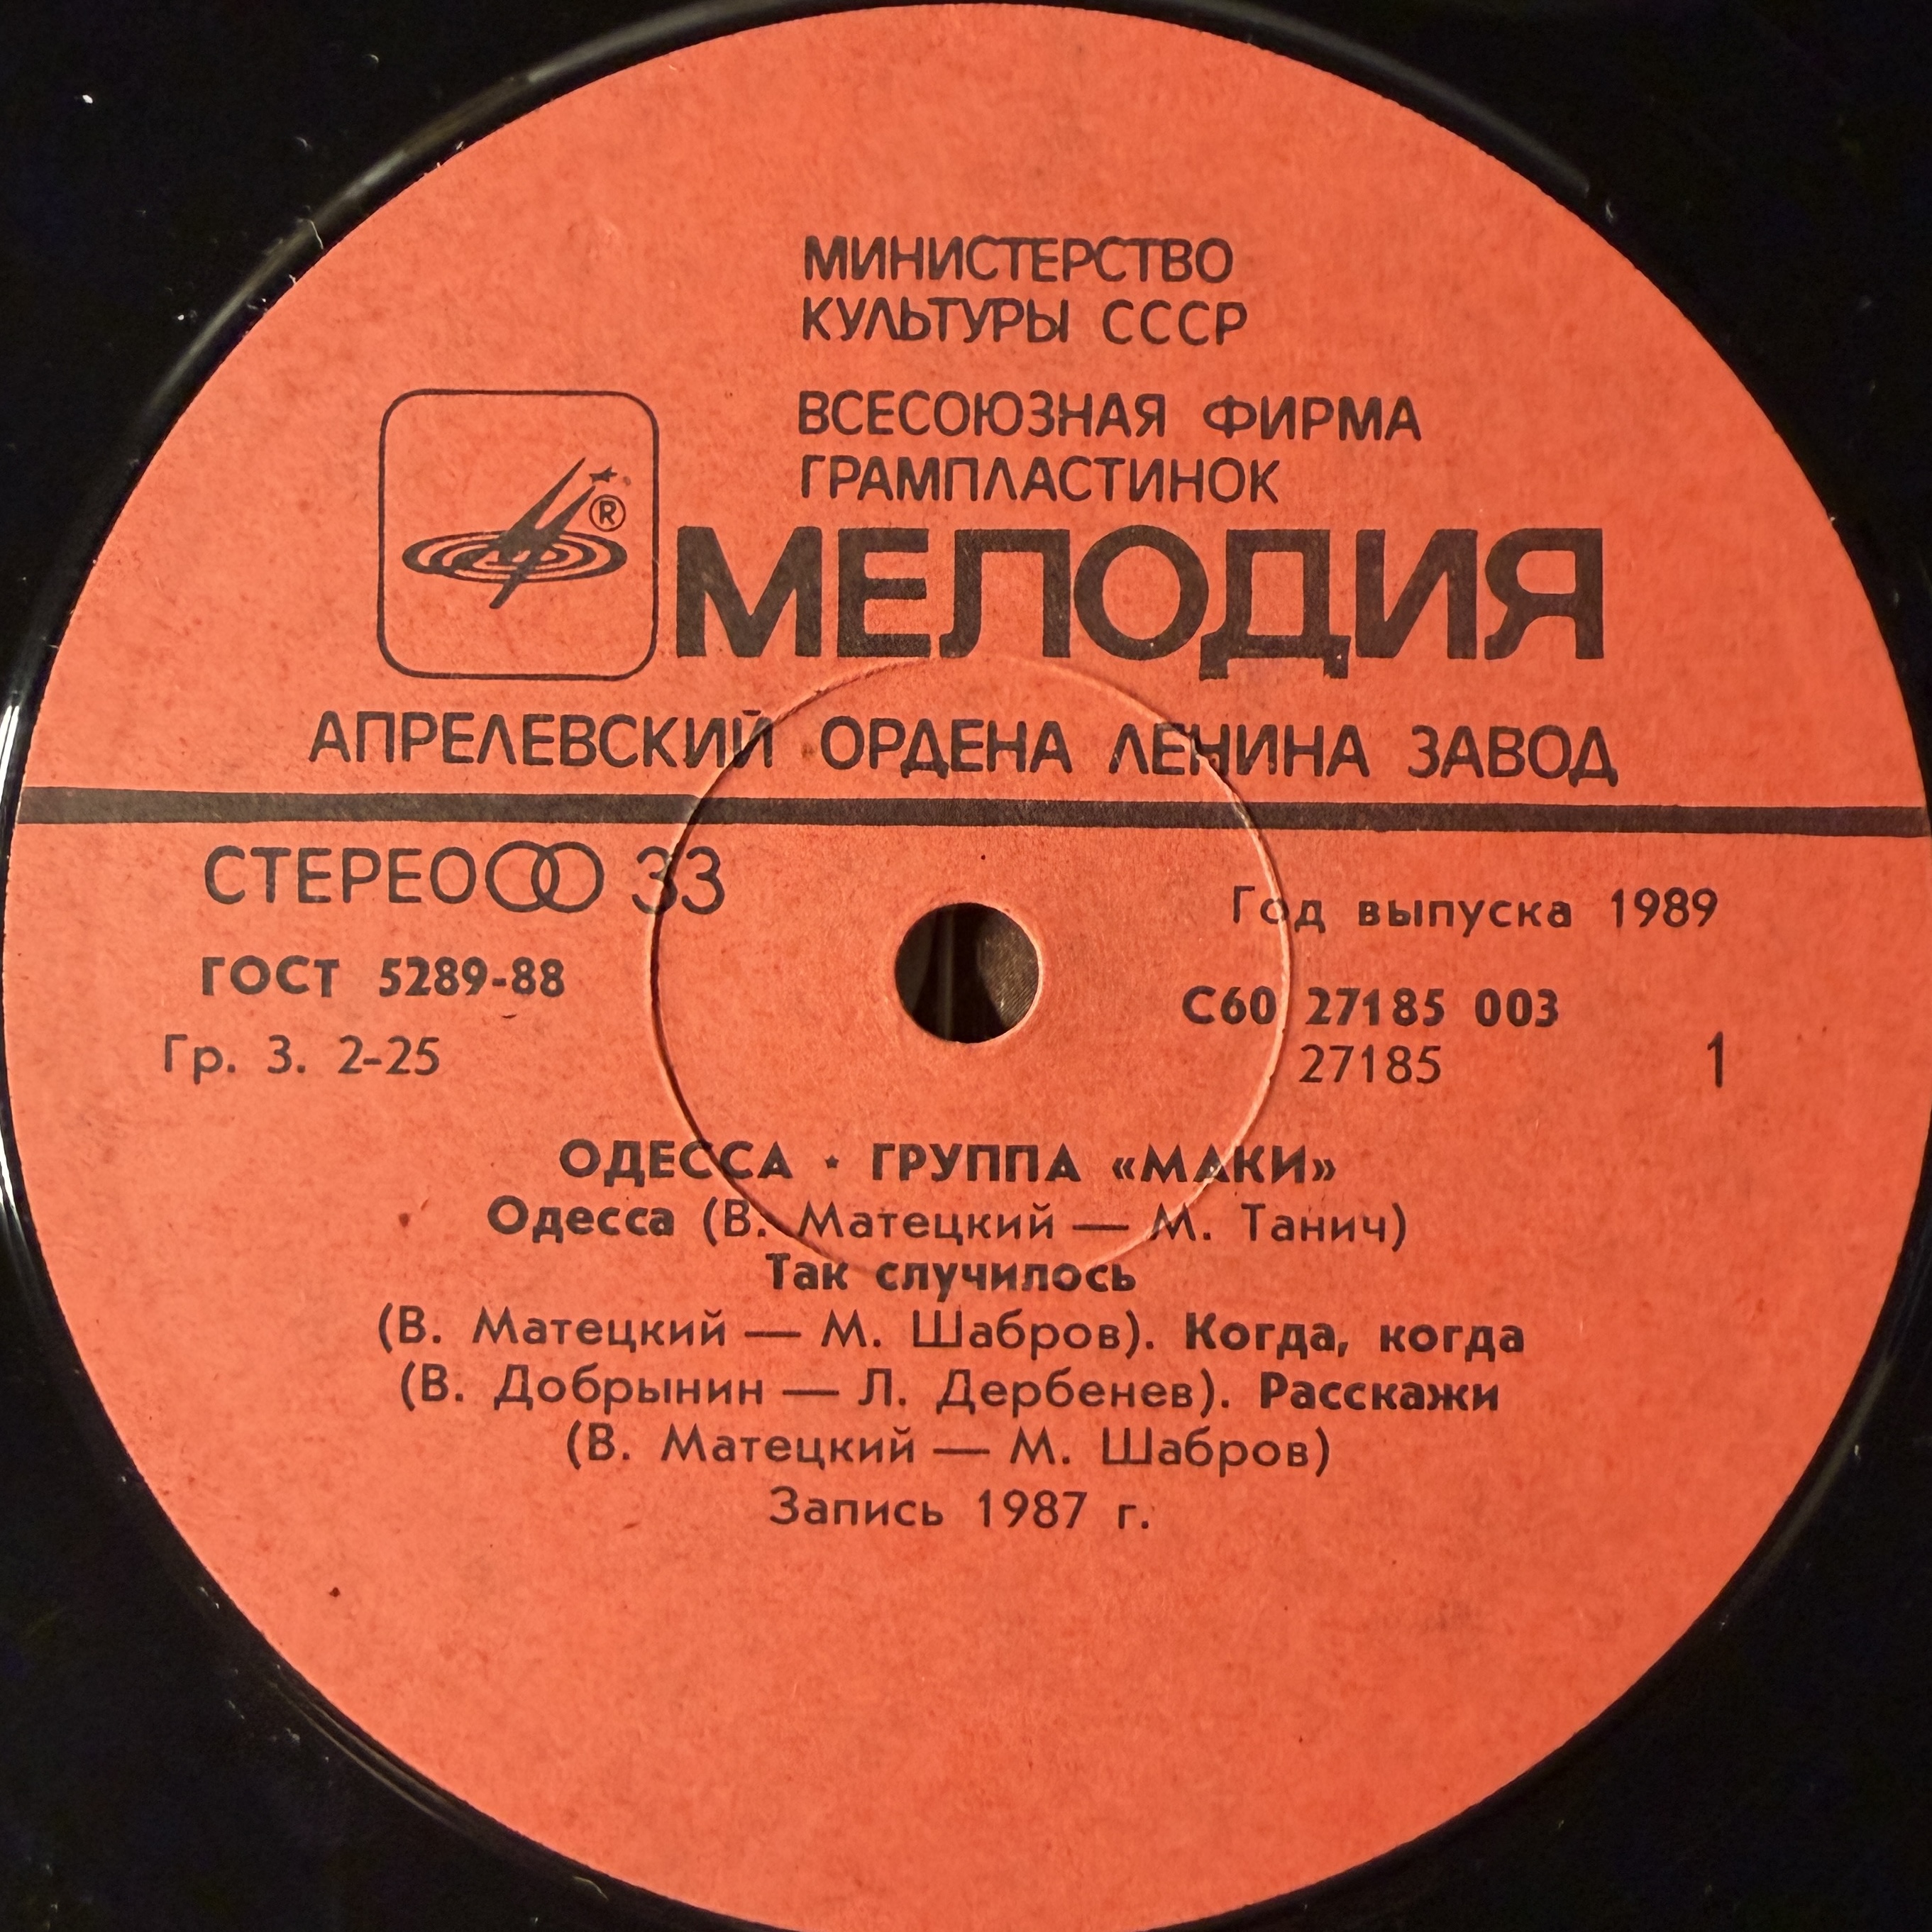 МИНИСТЕРСТВО
КУЛЬТУРЫ СССР
ВСЕСОЮЗНАЯ ФИРМА
ГРАМПЛАСТИНОК
®
МЕЛОДИЯ
АПРЕЛЕВСКИЙ ОРДЕНА ЛЕНИНА ЗАВОД
СТЕРЕО 33
Год выпуска 1989
ГОСТ 5289-88
С60 27185 003
Гр. 3. 2-25
27185
1
ОДЕССА ⋆ ГРУППА «МАКИ»
Одесса (В. Матецкий — М. Танич)
Так случилось
(В. Матецкий — М. Шабров). Когда, когда
(В. Добрынин — Л. Дербенев). Расскажи
(В. Матецкий — М. Шабров)
Запись 1987 г.